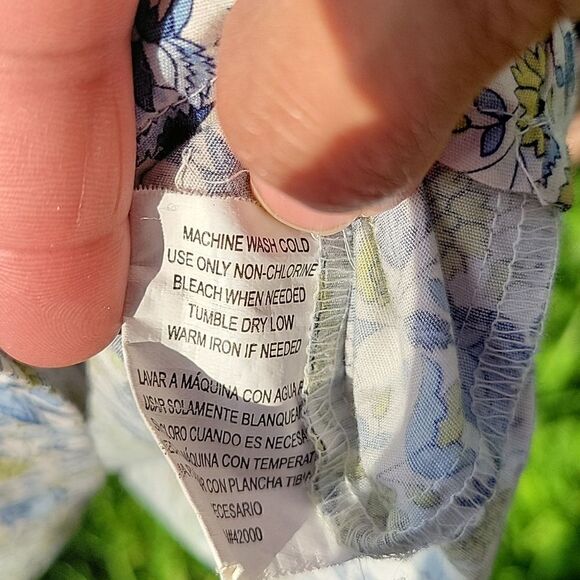 MACHINE WASH COLD
USE ONLY NON-CHLORINE
BLEACH WHEN NEEDED
TUMBLE DRY LOW
WARM IRON IF NEEDED
LAVAR A MÁQUINA CON AGUA
USAR SOLAMENTE BLANQUEA
CLORO CUANDO ES NECESA
MÁQUINA CON TEMPERAT
CON PLANCHA TIBIA
NECESARIO
M#42000